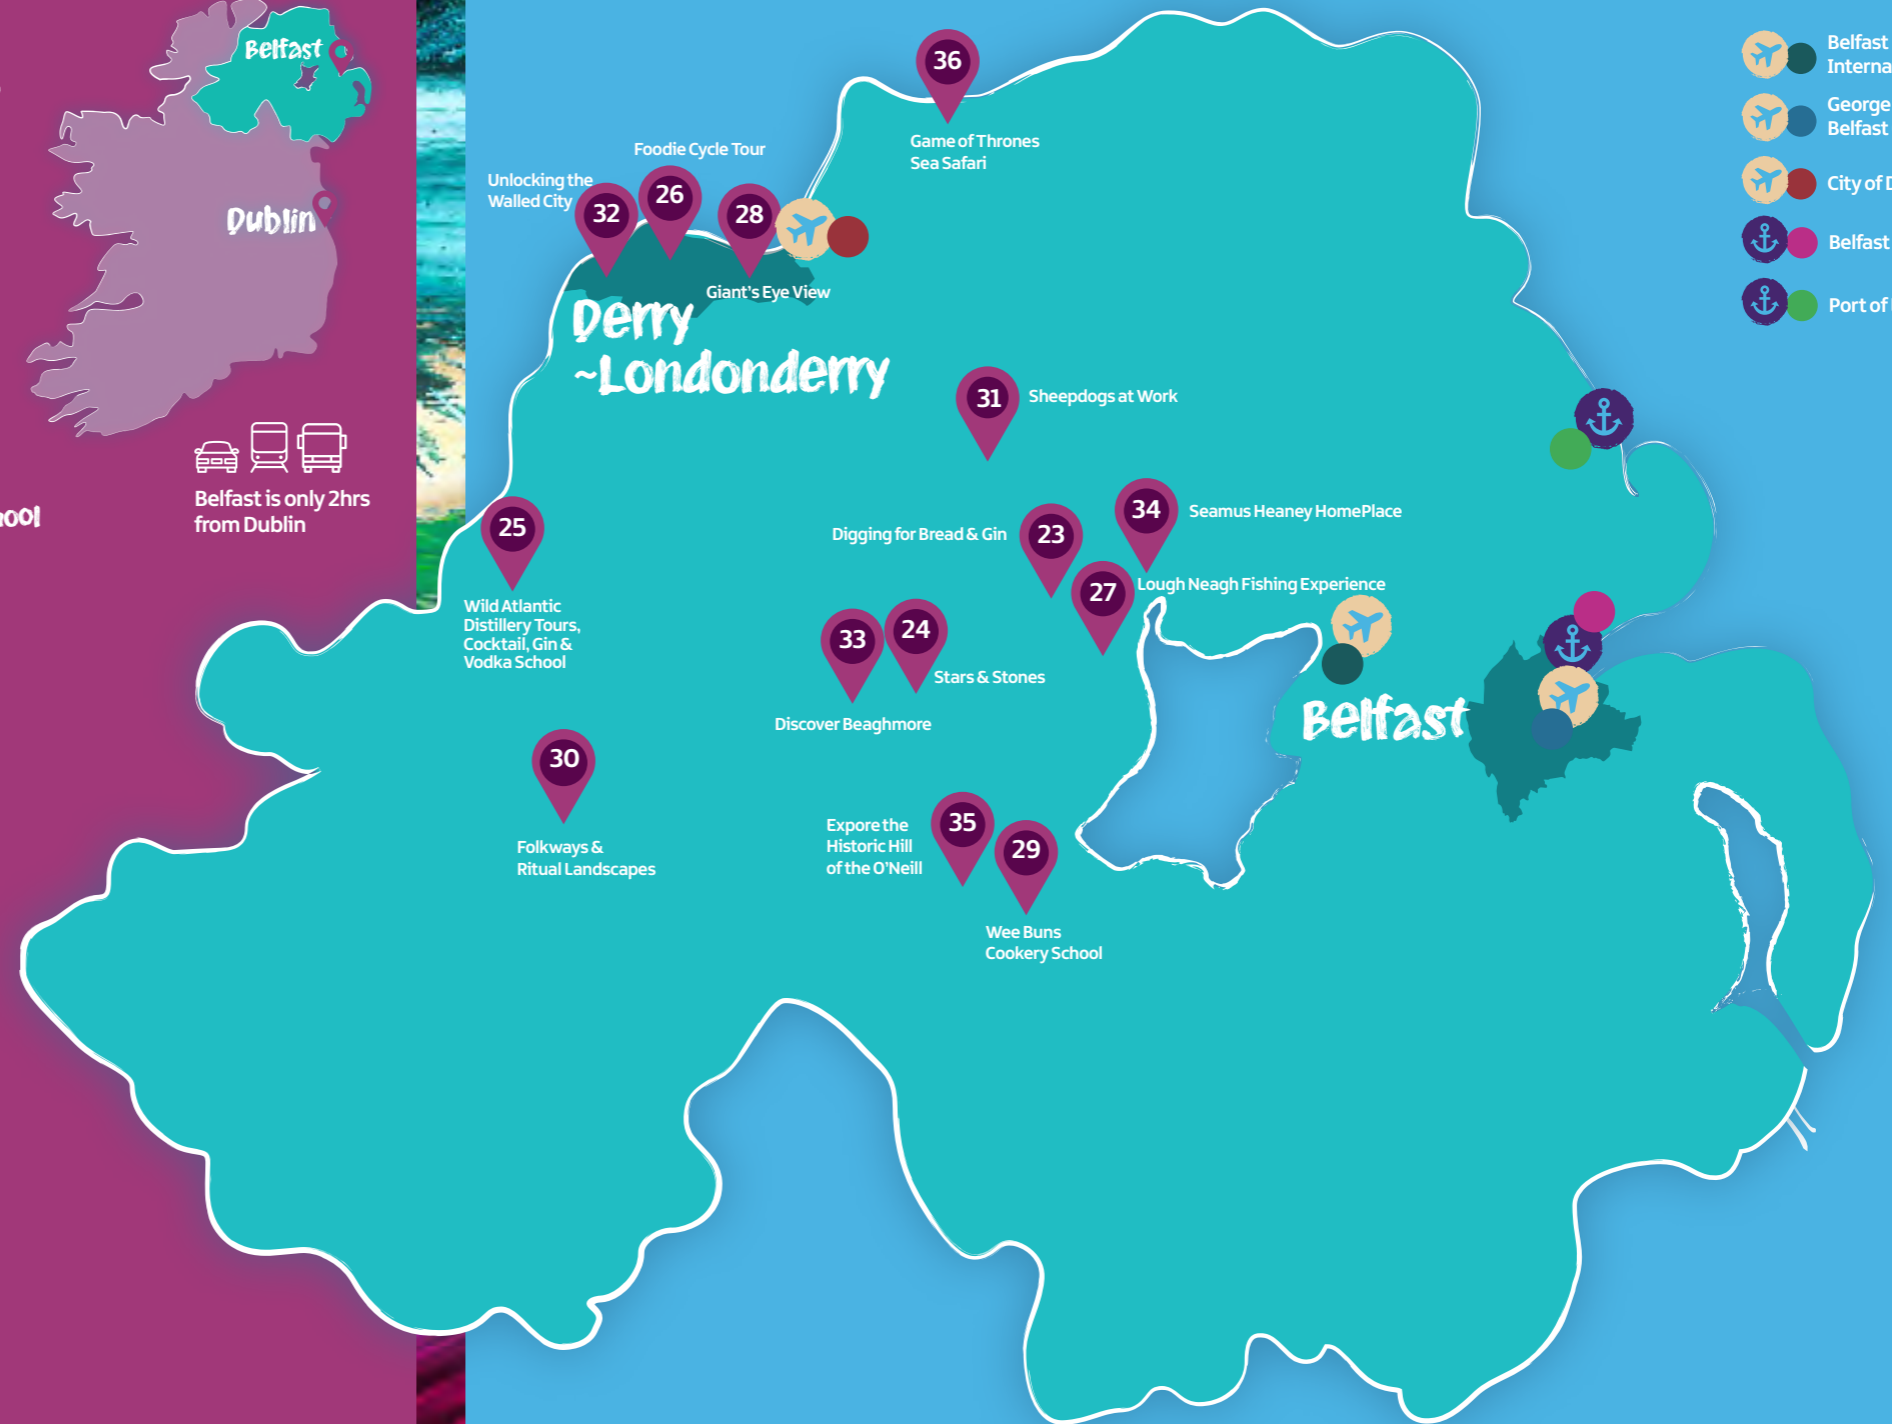 Belfast
Dublin
Belfast is only 2hrs
from Dublin
36
Game of Thrones
Sea Safari
Foodie Cycle Tour
Unlocking the
Walled City
32
26
28
Giant's Eye View
Derry
~Londonderry
31
Sheepdogs at Work
25
Wild Atlantic
Distillery Tours,
Cocktail, Gin &
Vodka School
Digging for Bread & Gin
23
34
Seamus Heaney HomePlace
27
Lough Neagh Fishing Experience
33
24
Stars & Stones
Discover Beaghmore
Belfast
30
Folkways &
Ritual Landscapes
Expore the
Historic Hill
of the O'Neill
35
29
Wee Buns
Cookery School
Belfast
Interna
George
Belfast
City of
Belfast
Port of